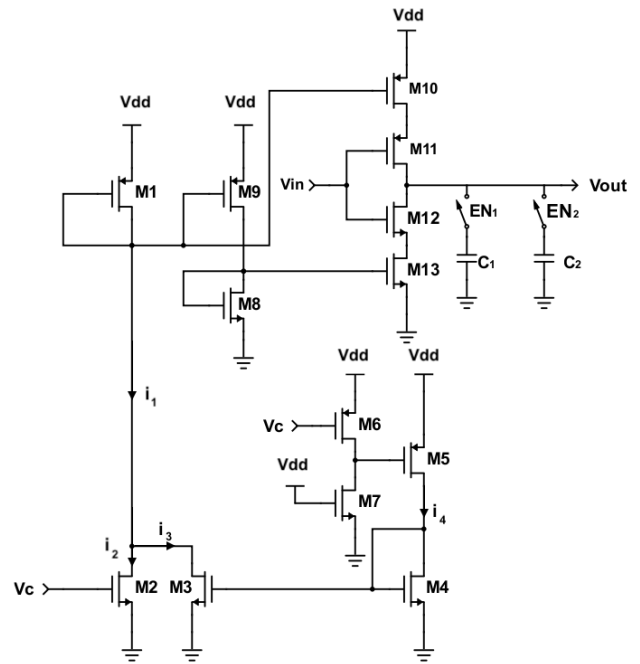 Vdd
M10
Vdd
Vdd
M1
M9
M11
Vin
Vout
M12
EN1
EN2
M13
C1
C2
M8
Vdd
Vdd
i1
Vc
M6
M5
Vdd
M7
i4
i3
i2
Vc
M2
M3
M4